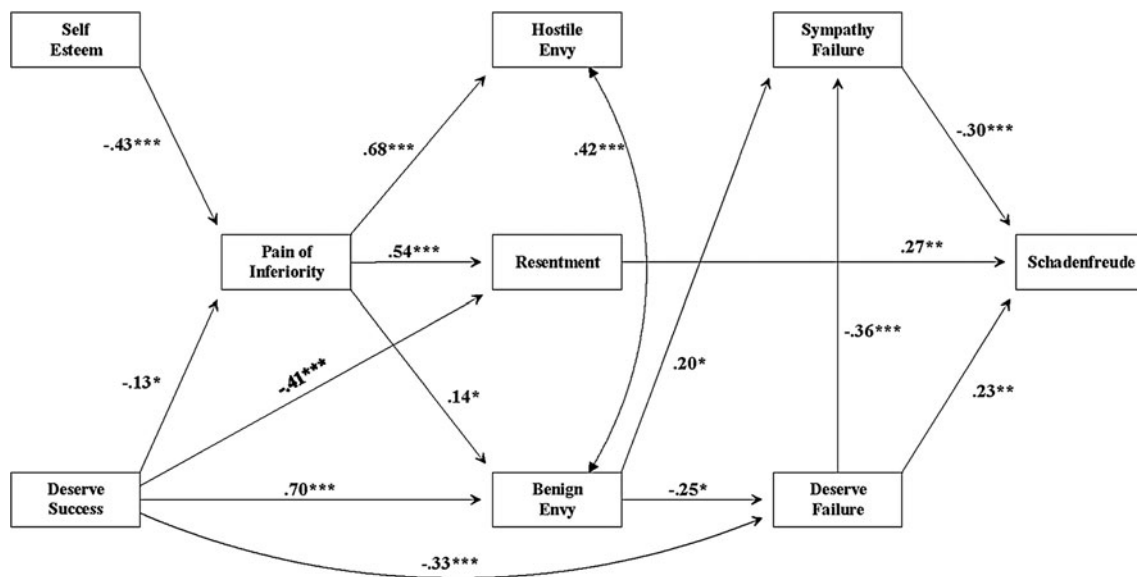 Self
Esteem
Hostile
Envy
Sympathy
Failure
-.43***
.68***
.42***
-.30***
Pain of
Inferiority
.54***
Resentment
.27**
Schadenfreude
-.13*
-.41***
.14*
.20*
-.36***
.23**
Deserve
Success
.70***
Benign
Envy
-.25*
Deserve
Failure
-.33***